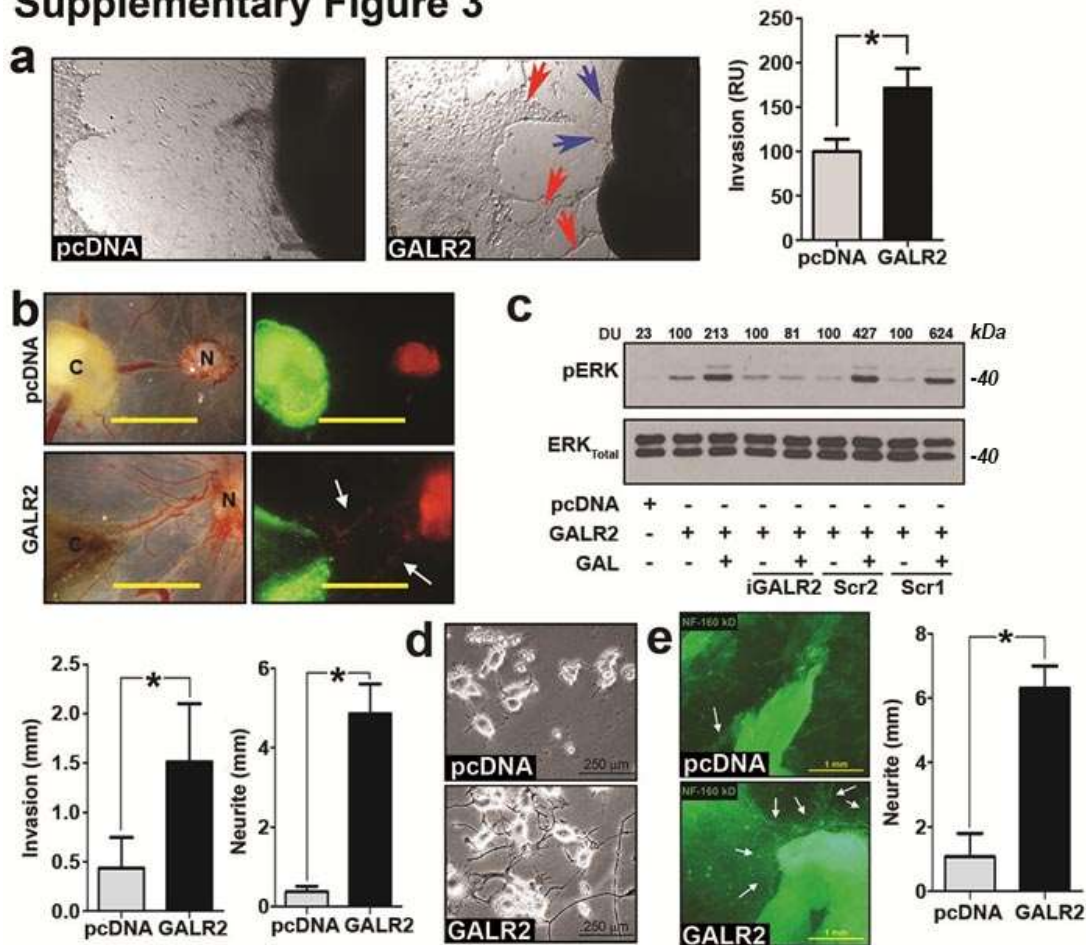 Supplementary Figure 3
a
pcDNA
GALR2
250
200
150
100
50
0
Invasion (RU)
*
pcDNA GALR2
b
pcDNA
C
N
GALR2
C
N
c
DU 23 100 213 100 81 100 427 100 624 kDa
pERK
-40
ERKTotal
-40
pcDNA + - - - - - - - -
GALR2 - + + + + + + + +
GAL - - + - + - + - +
iGALR2 Scr2 Scr1
2.5
2.0
1.5
1.0
0.5
0.0
Invasion (mm)
*
pcDNA GALR2
6
4
2
0
Neurite (mm)
*
pcDNA GALR2
d
pcDNA
250 µm
GALR2
250 µm
e
NF-160 kD
pcDNA
1 mm
NF-160 kD
GALR2
1 mm
8
6
4
2
0
Neurite (mm)
*
pcDNA GALR2